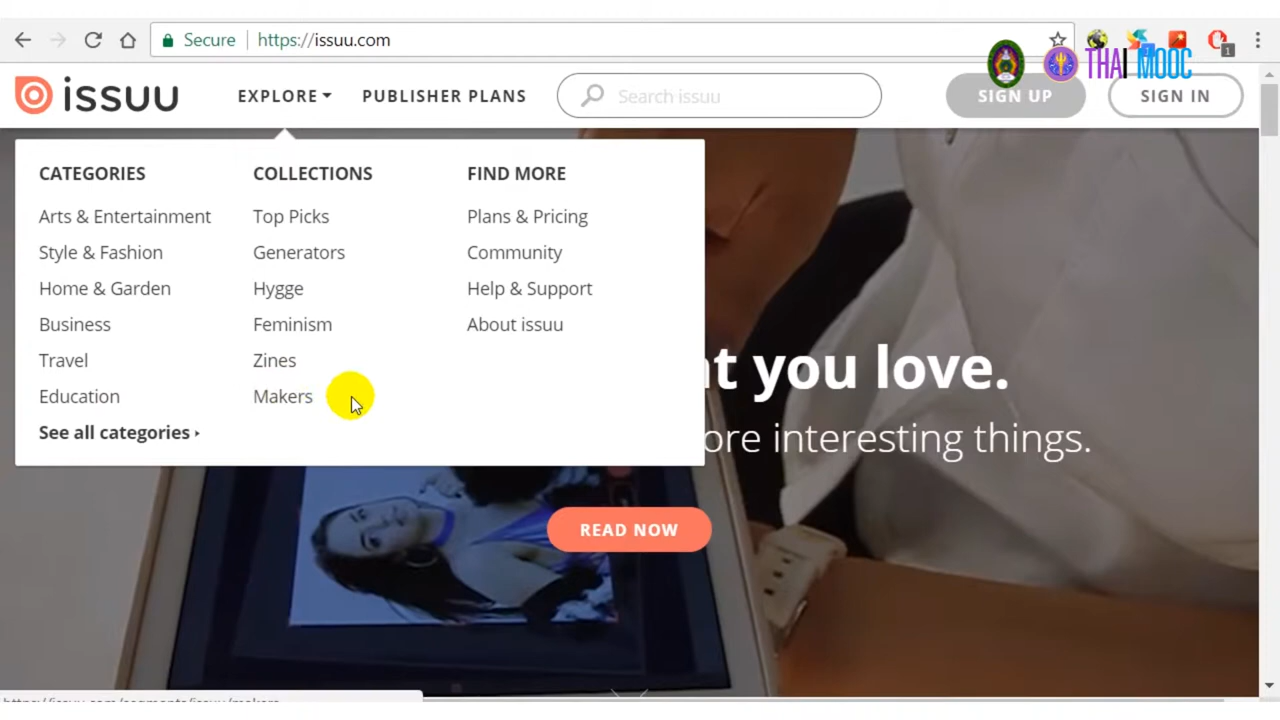 Secure https://issuu.com
1
THAI MOOC
issuu EXPLORE PUBLISHER PLANS Search issuu SIGN UP SIGN IN
CATEGORIES
Arts & Entertainment
Style & Fashion
Home & Garden
Business
Travel
Education
See all categories
COLLECTIONS
Top Picks
Generators
Hygge
Feminism
Zines
Makers
FIND MORE
Plans & Pricing
Community
Help & Support
About issuu
you love.
interesting things.
READ NOW